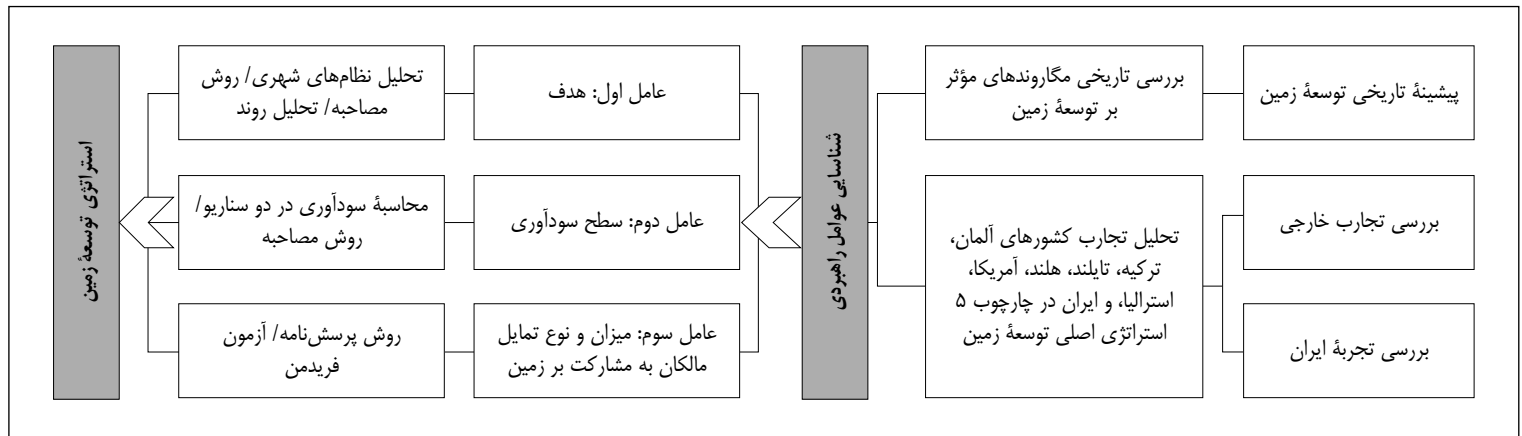 پیشینهٔ تاریخی توسعهٔ زمین
بررسی تجارب خارجی
بررسی تجربهٔ ایران
بررسی تاریخی مگاروندهای مؤثر
بر توسعهٔ زمین
تحلیل تجارب کشورهای آلمان،
ترکیه، تایلند، هلند، آمریکا،
استرالیا، و ایران در چارچوب ۵
استراتژی اصلی توسعهٔ زمین
شناسایی عوامل راهبردی
عامل اول: هدف
عامل دوم: سطح سودآوری
عامل سوم: میزان و نوع تمایل
مالکان به مشارکت بر زمین
تحلیل نظام‌های شهری/ روش
مصاحبه/ تحلیل روند
محاسبهٔ سودآوری در دو سناریو/
روش مصاحبه
روش پرسش‌نامه/ آزمون
فریدمن
استراتژی توسعهٔ زمین